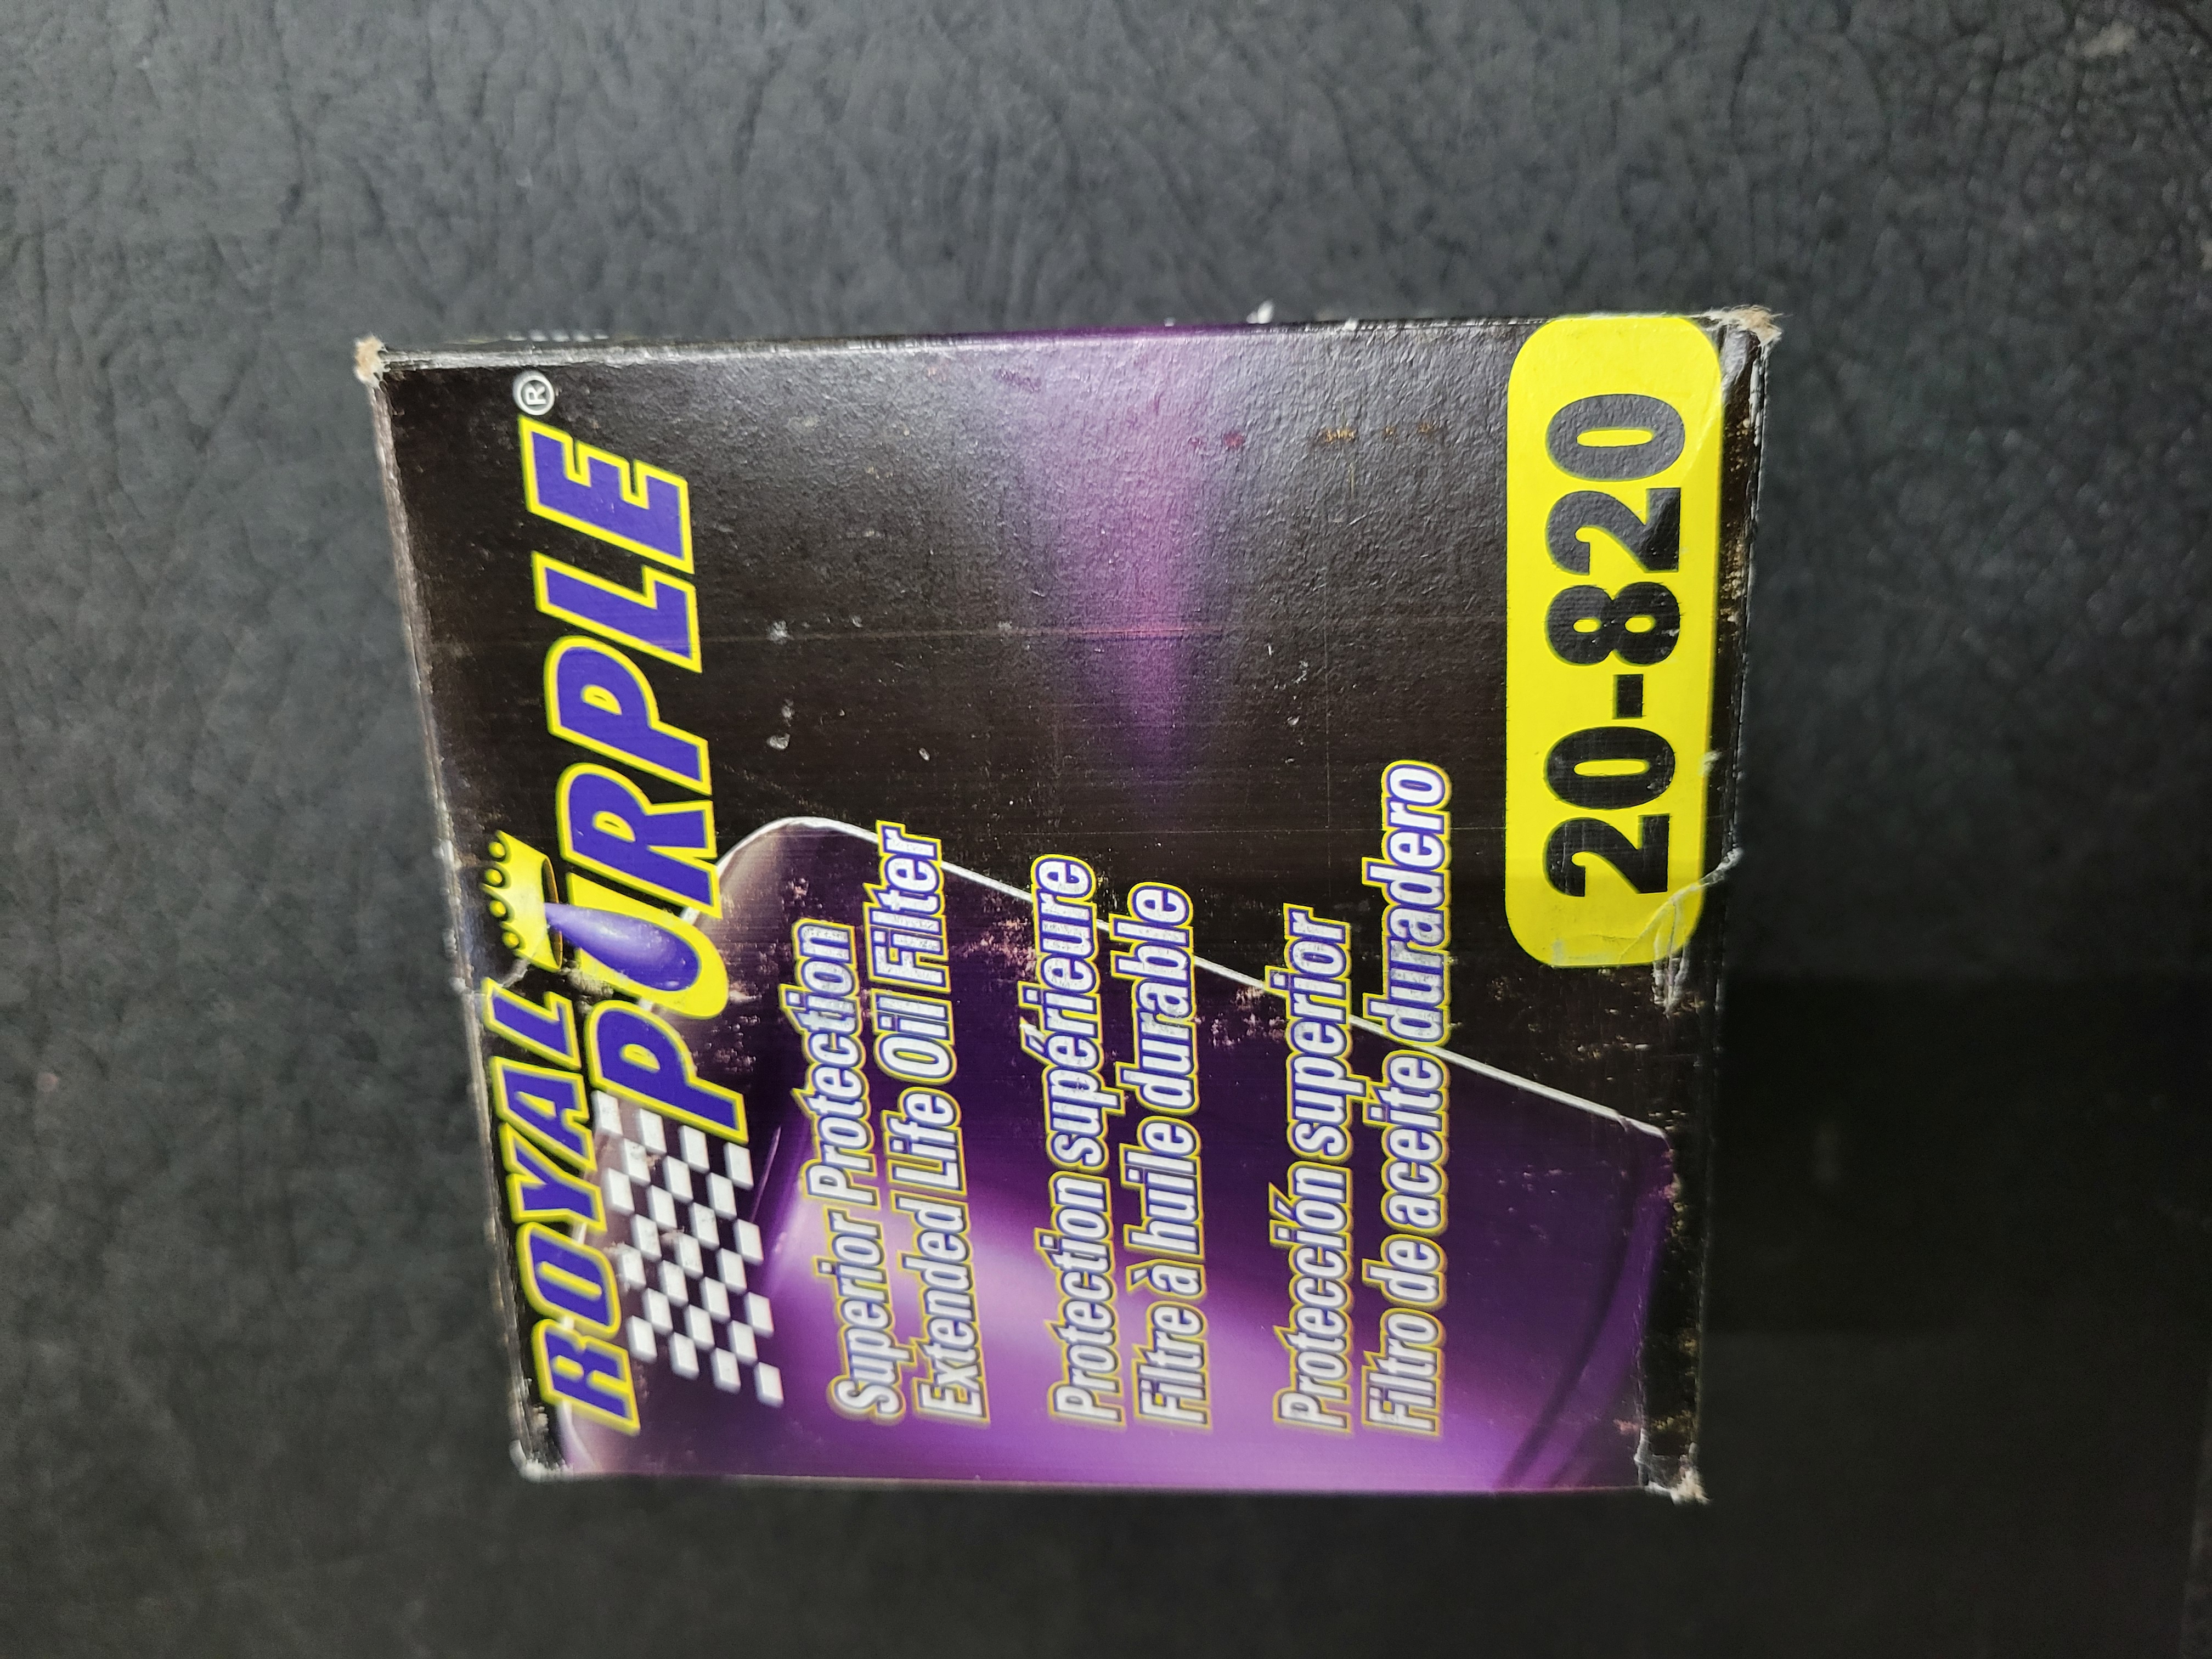 ROYAL
PURPLE®
Superior Protection
Extended Life Oil Filter
Protection supérieure
Filtre à huile durable
Protección superior
Filtro de aceite duradero
20-820